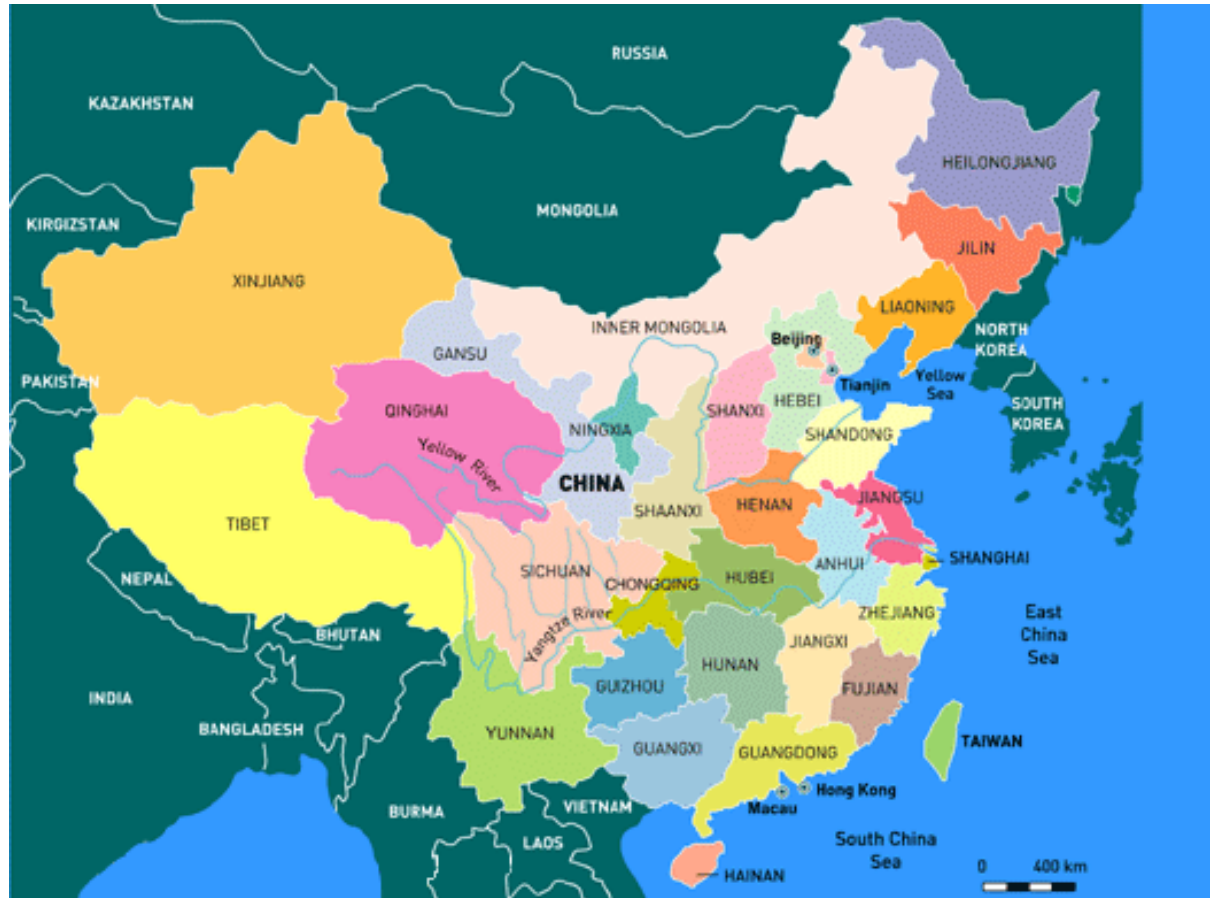 RUSSIA
KAZAKHSTAN
HEILONGJIANG
MONGOLIA
KIRGIZSTAN
JILIN
XINJIANG
LIAONING
INNER MONGOLIA
NORTH
KOREA
Beijing
GANSU
PAKISTAN
Tianjin
Yellow
Sea
QINGHAI
HEBEI
SHANXI
SOUTH
KOREA
NINGXIA
SHANDONG
Yellow River
CHINA
JIANGSU
HENAN
SHAANXI
TIBET
SHANGHAI
ANHUI
SICHUAN
CHONGQING
HUBEI
NEPAL
ZHEJIANG
East
China
Sea
Yangtza River
BHUTAN
JIANGXI
HUNAN
GUIZHOU
FUJIAN
INDIA
BANGLADESH
YUNNAN
TAIWAN
GUANGXI
GUANGDONG
Hong Kong
Macau
VIETNAM
BURMA
LAOS
South China
Sea
0 400 km
HAINAN